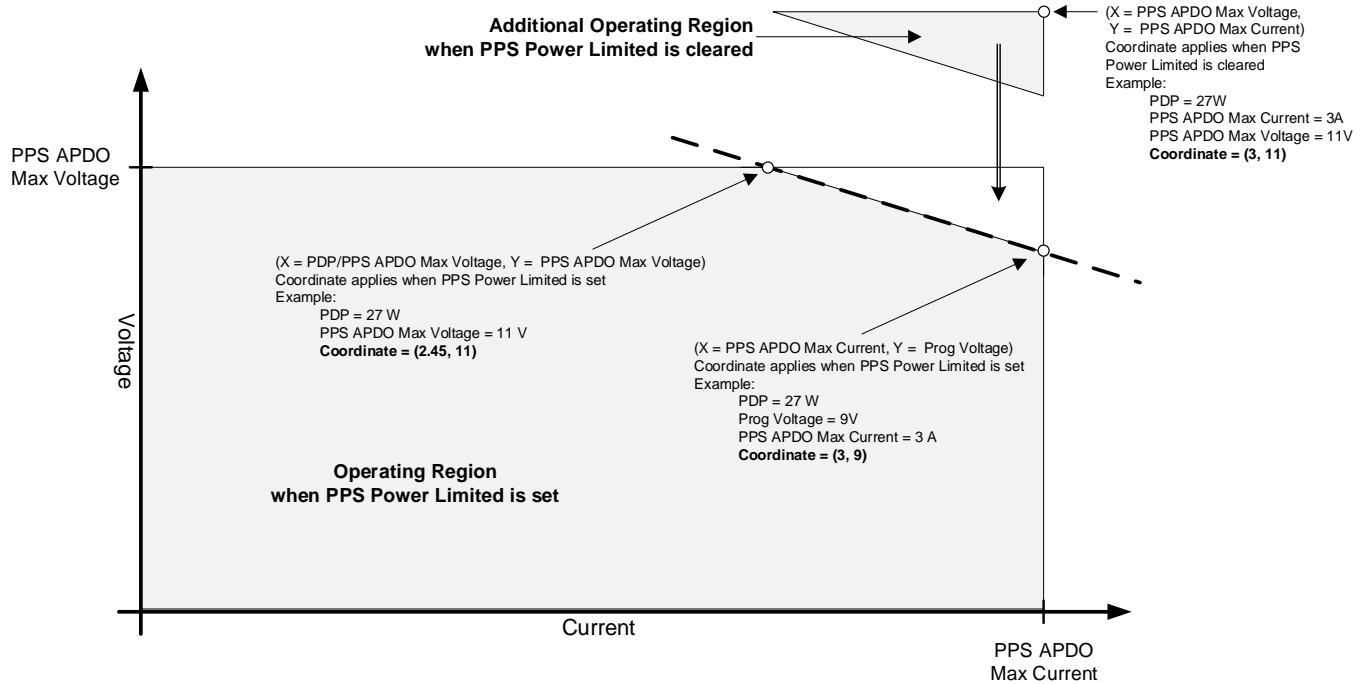 Additional Operating Region
when PPS Power Limited is cleared
(X = PPS APDO Max Voltage,
Y = PPS APDO Max Current)
Coordinate applies when PPS
Power Limited is cleared
Example:
PDP = 27W
PPS APDO Max Current = 3A
PPS APDO Max Voltage = 11V
Coordinate = (3, 11)
PPS APDO
Max Voltage
(X = PDP/PPS APDO Max Voltage, Y = PPS APDO Max Voltage)
Coordinate applies when PPS Power Limited is set
Example:
PDP = 27 W
PPS APDO Max Voltage = 11 V
Coordinate = (2.45, 11)
Voltage
(X = PPS APDO Max Current, Y = Prog Voltage)
Coordinate applies when PPS Power Limited is set
Example:
PDP = 27 W
Prog Voltage = 9V
PPS APDO Max Current = 3 A
Coordinate = (3, 9)
Operating Region
when PPS Power Limited is set
Current
PPS APDO
Max Current